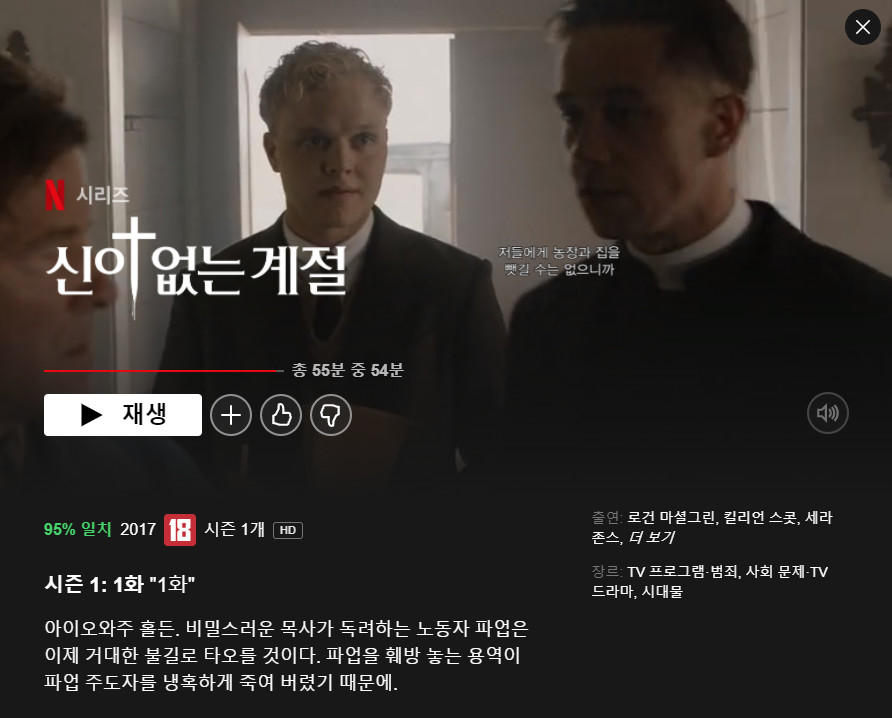 N 시리즈
신이 없는 계절
저들에게 농장과 집을
뺏길 수는 없으니까
총 55분 중 54분
재생
95% 일치 2017 18 시즌 1개 HD
출연: 로건 마셜그린, 킬리언 스콧, 세라
존스, 더 보기
장르: TV 프로그램·범죄, 사회 문제·TV
드라마, 시대물
시즌 1: 1화 "1화"
아이오와주 홀든. 비밀스러운 목사가 독려하는 노동자 파업은
이제 거대한 불길로 타오를 것이다. 파업을 훼방 놓는 용역이
파업 주도자를 냉혹하게 죽여 버렸기 때문에.